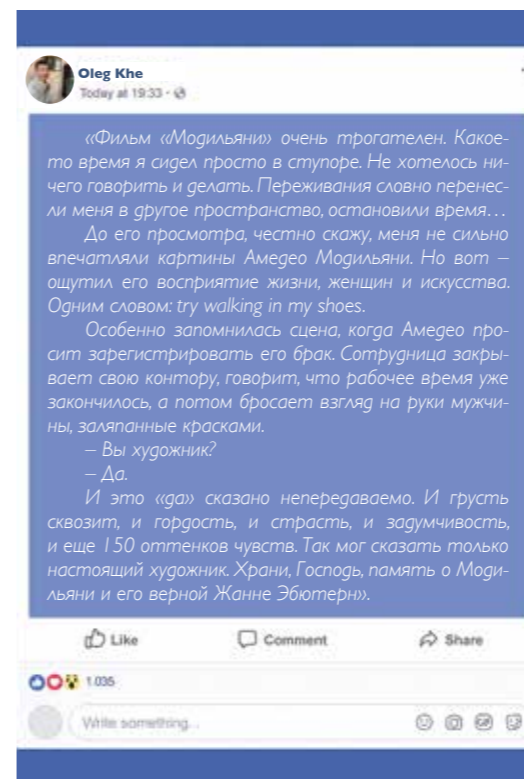 Oleg Khe
Today at 19:33
«Фильм «Модильяни» очень трогателен. Какое-
то время я сидел просто в ступоре. Не хотелось ни-
чего говорить и делать. Переживания словно перенес-
ли меня в другое пространство, остановили время…
До его просмотра, честно скажу, меня не сильно
впечатляли картины Амедео Модильяни. Но вот –
ощутил его восприятие жизни, женщин и искусства.
Одним словом: try walking in my shoes.
Особенно запомнилась сцена, когда Амедео про-
сит зарегистрировать его брак. Сотрудница закры-
вает свою контору, говорит, что рабочее время уже
закончилось, а потом бросает взгляд на руки мужчи-
ны, заляпанные красками.
– Вы художник?
– Да.
И это «да» сказано непередаваемо. И грусть
сквозит, и гордость, и страсть, и задумчивость,
и еще 150 оттенков чувств. Так мог сказать только
настоящий художник. Храни, Господь, память о Моди-
льяни и его верной Жанне Эбютерн».
Like Comment Share
1.035
Write something...
GIF